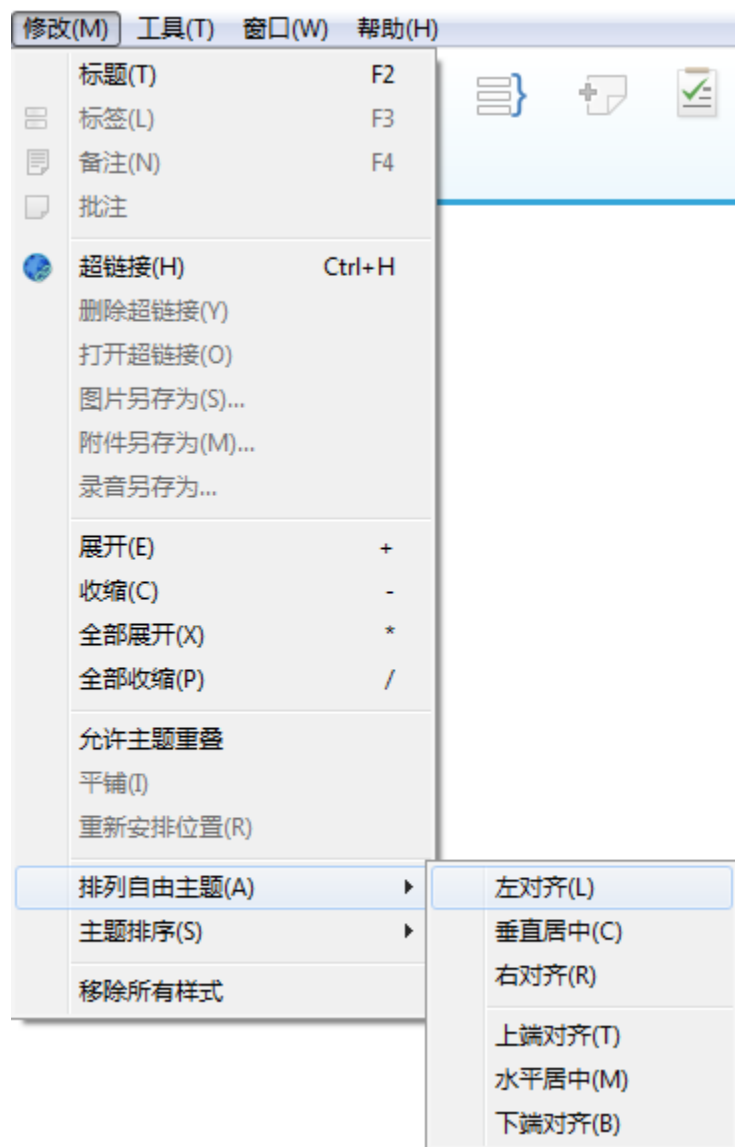 修改(M) 工具(T) 窗口(W) 帮助(H)
标题(T) F2
标签(L) F3
备注(N) F4
批注
超链接(H) Ctrl+H
删除超链接(Y)
打开超链接(O)
图片另存为(S)...
附件另存为(M)...
录音另存为...
展开(E) +
收缩(C) -
全部展开(X) *
全部收缩(P) /
允许主题重叠
平铺(I)
重新安排位置(R)
排列自由主题(A)
主题排序(S)
移除所有样式
左对齐(L)
垂直居中(C)
右对齐(R)
上端对齐(T)
水平居中(M)
下端对齐(B)